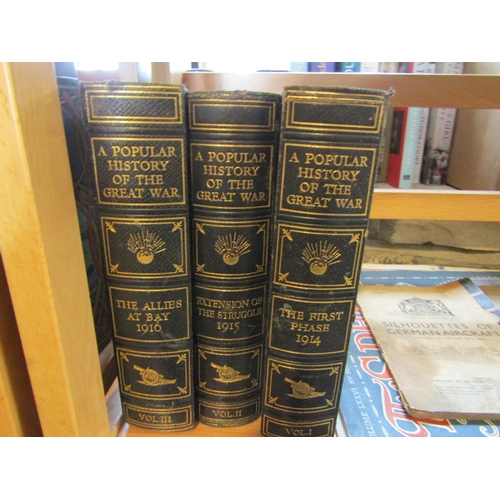 A POPULAR
HISTORY
OF THE
GREAT WAR
THE ALLIES
AT BAY
1916
VOL. III
A POPULAR
HISTORY
OF THE
GREAT WAR
EXTENSION OF
THE STRUGGLE
1915
VOL. II
A POPULAR
HISTORY
OF THE
GREAT WAR
THE FIRST
PHASE
1914
VOL. I
SILHOUETTES OF
GERMAN AIRCRAFT